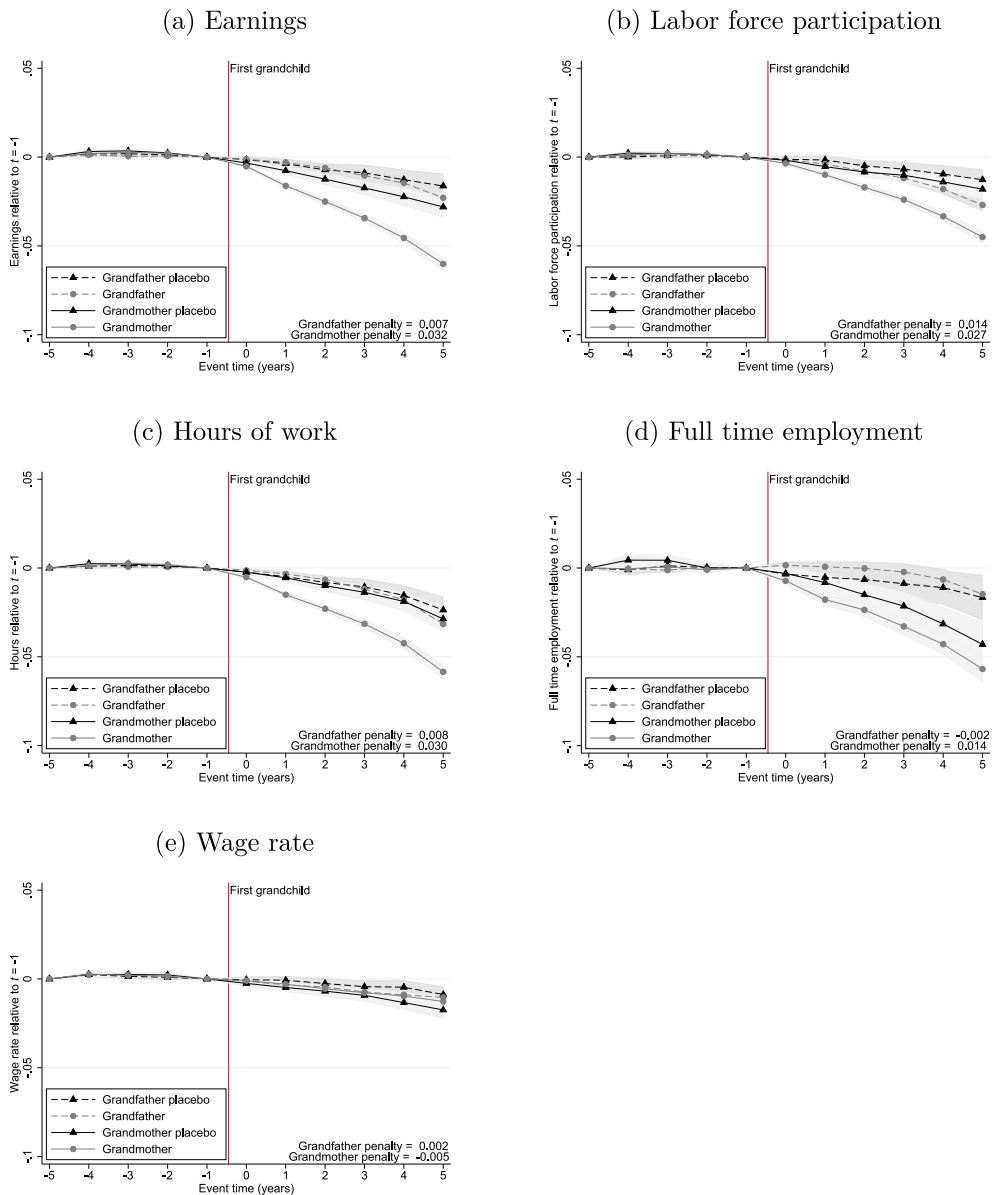 (a) Earnings
.05
0
-.05
-.1
Earnings relative to t = -1
First grandchild
Grandfather placebo
Grandfather
Grandmother placebo
Grandmother
Grandfather penalty = 0.007
Grandmother penalty = 0.032
-5 -4 -3 -2 -1 0 1 2 3 4 5
Event time (years)
(b) Labor force participation
.05
0
-.05
-.1
Labor force participation relative to t = -1
First grandchild
Grandfather placebo
Grandfather
Grandmother placebo
Grandmother
Grandfather penalty = 0.014
Grandmother penalty = 0.027
-5 -4 -3 -2 -1 0 1 2 3 4 5
Event time (years)
(c) Hours of work
.05
0
-.05
-.1
Hours relative to t = -1
First grandchild
Grandfather placebo
Grandfather
Grandmother placebo
Grandmother
Grandfather penalty = 0.008
Grandmother penalty = 0.030
-5 -4 -3 -2 -1 0 1 2 3 4 5
Event time (years)
(d) Full time employment
.05
0
-.05
-.1
Full time employment relative to t = -1
First grandchild
Grandfather placebo
Grandfather
Grandmother placebo
Grandmother
Grandfather penalty = -0.002
Grandmother penalty = 0.014
-5 -4 -3 -2 -1 0 1 2 3 4 5
Event time (years)
(e) Wage rate
.05
0
-.05
-.1
Wage rate relative to t = -1
First grandchild
Grandfather placebo
Grandfather
Grandmother placebo
Grandmother
Grandfather penalty = 0.002
Grandmother penalty = -0.005
-5 -4 -3 -2 -1 0 1 2 3 4 5
Event time (years)